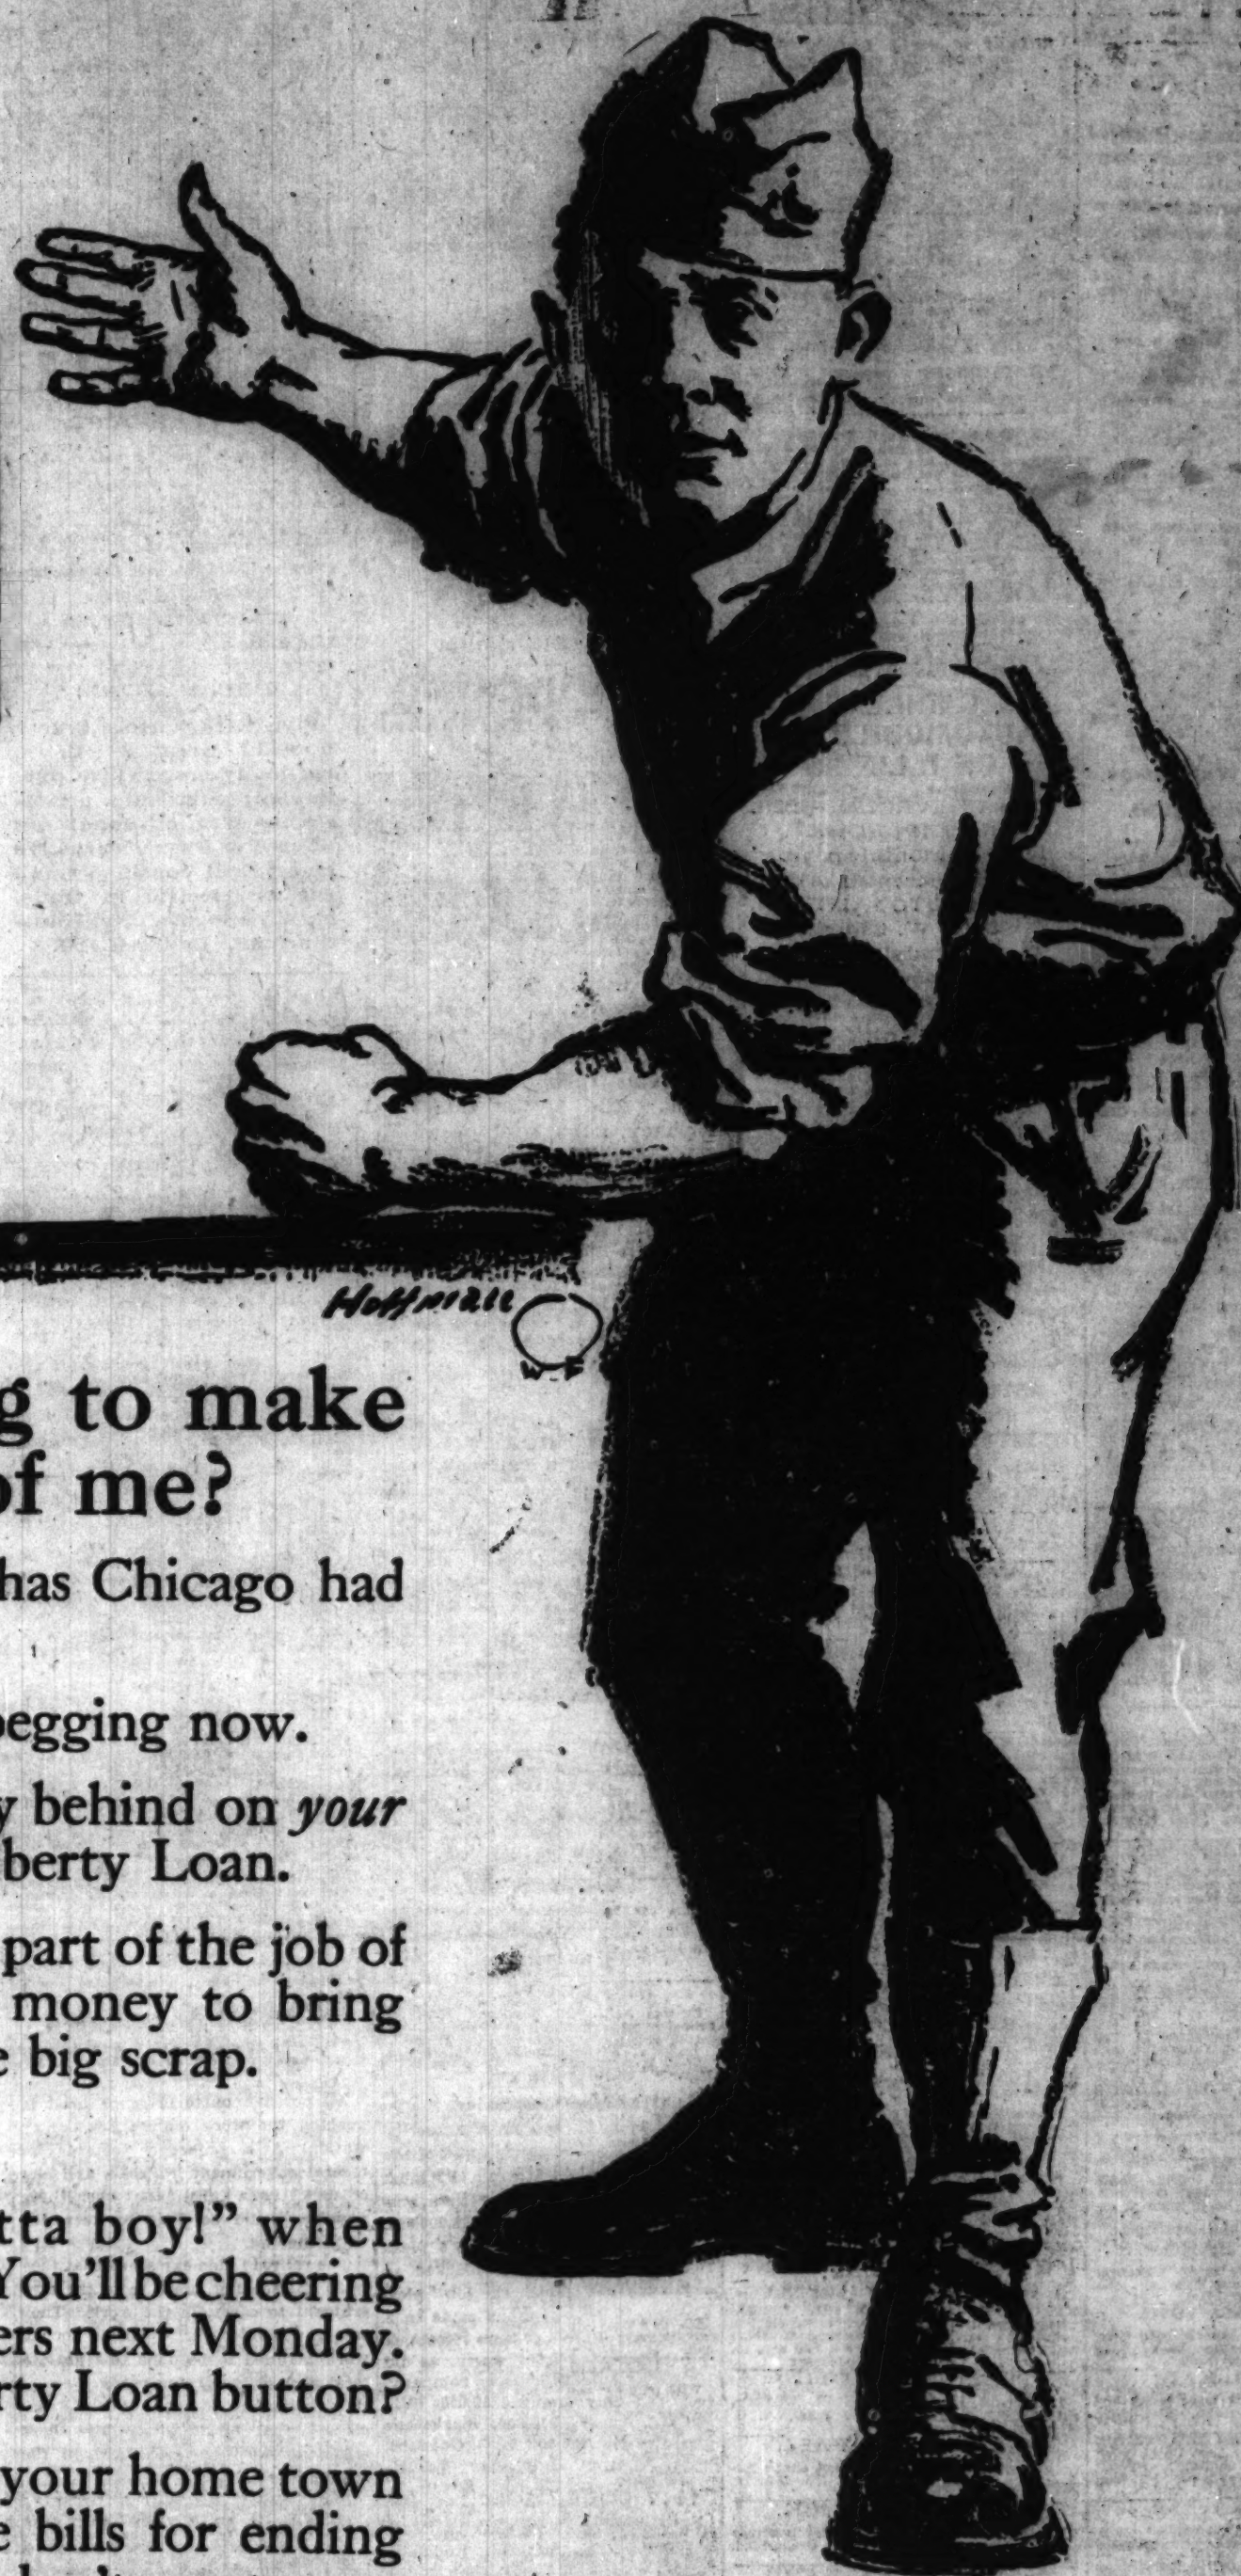 Hoffman
W-F
g to make
of me?
has Chicago had
begging now.
y behind on your
berty Loan.
part of the job of
money to bring
e big scrap.
tta boy!” when
You'll be cheering
ers next Monday.
rty Loan button?
your home town
e bills for ending